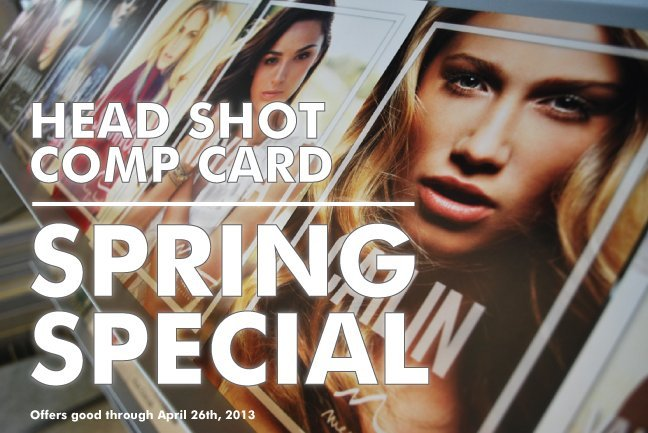 HEAD SHOT
COMP CARD
SPRING
SPECIAL
Offers good through April 26th, 2013